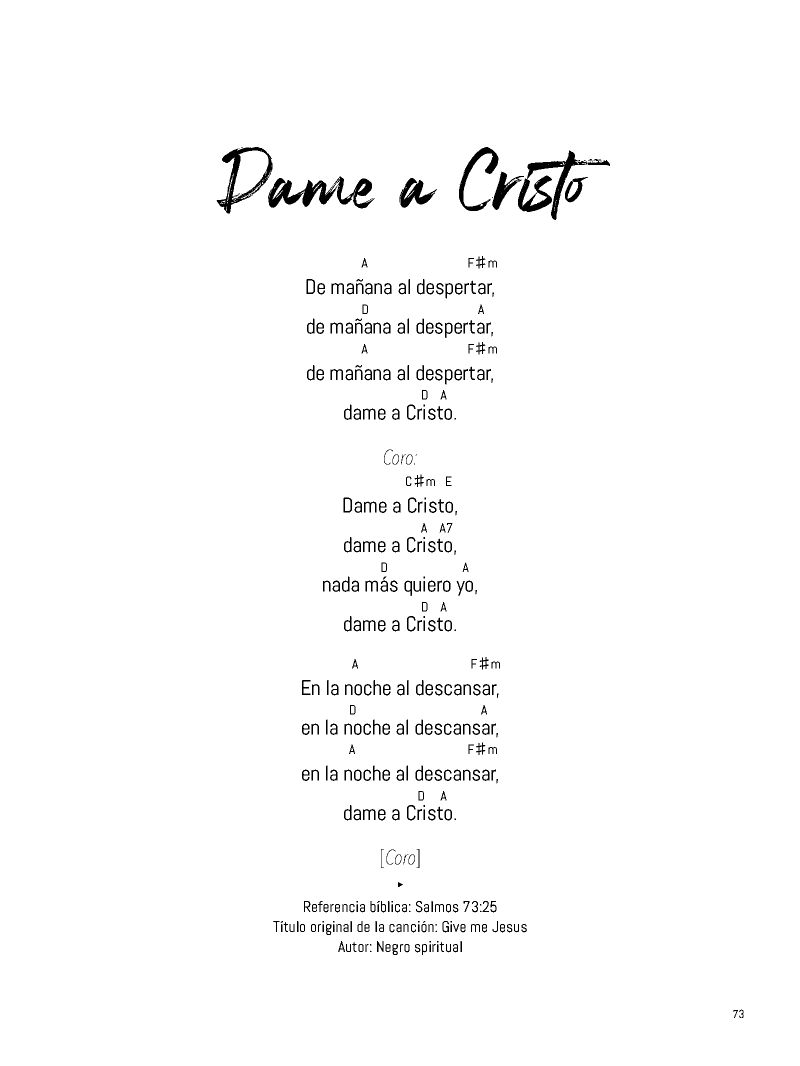 Dame a Cristo
A F♯m
De mañana al despertar,
D A
de mañana al despertar,
A F♯m
de mañana al despertar,
D A
dame a Cristo.
Coro:
C♯m E
Dame a Cristo,
A A7
dame a Cristo,
D A
nada más quiero yo,
D A
dame a Cristo.
A F♯m
En la noche al descansar,
D A
en la noche al descansar,
A F♯m
en la noche al descansar,
D A
dame a Cristo.
[Coro]
Referencia bíblica: Salmos 73:25
Título original de la canción: Give me Jesus
Autor: Negro spiritual
73